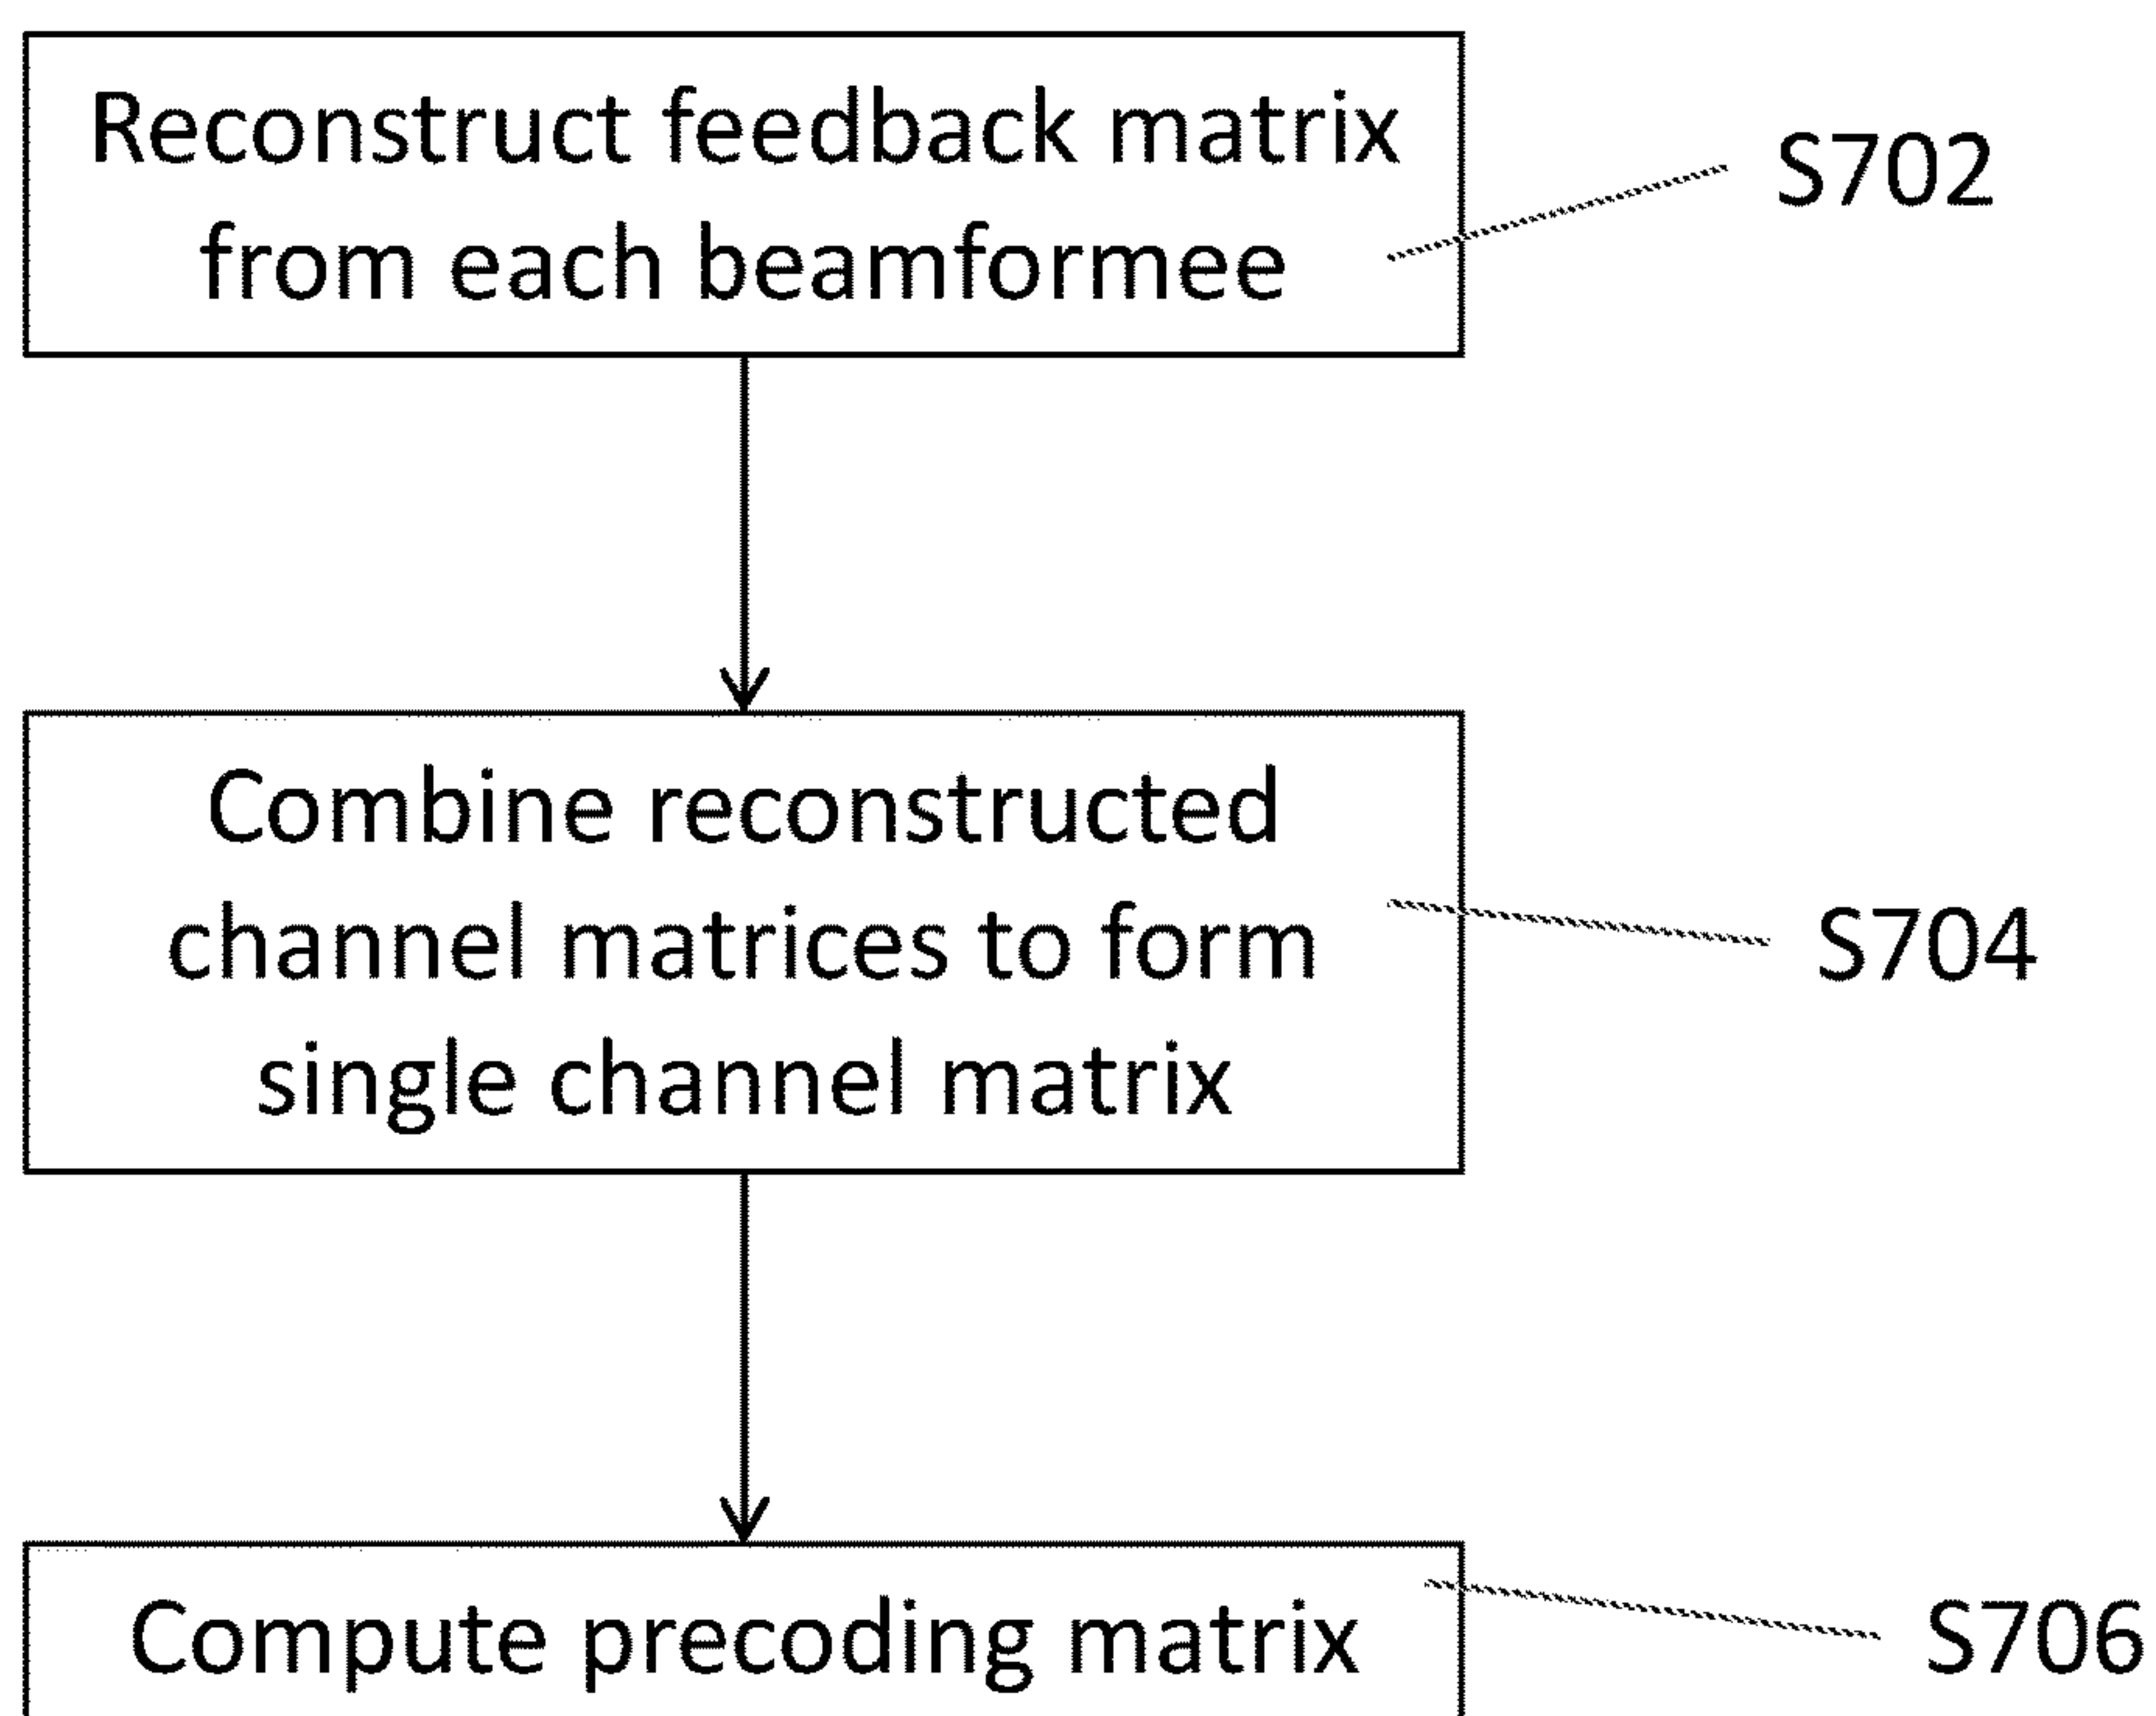 Reconstruct feedback matrix
from each beamformee
S702
Combine reconstructed
channel matrices to form
single channel matrix
S704
Compute precoding matrix
S706